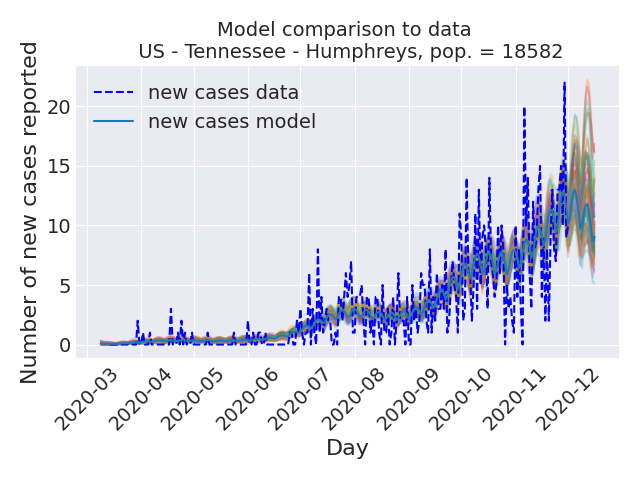 Model comparison to data
US - Tennessee - Humphreys, pop. = 18582
Number of new cases reported
new cases data
new cases model
20
15
10
5
0
2020-03
2020-04
2020-05
2020-06
2020-07
2020-08
2020-09
2020-10
2020-11
2020-12
Day